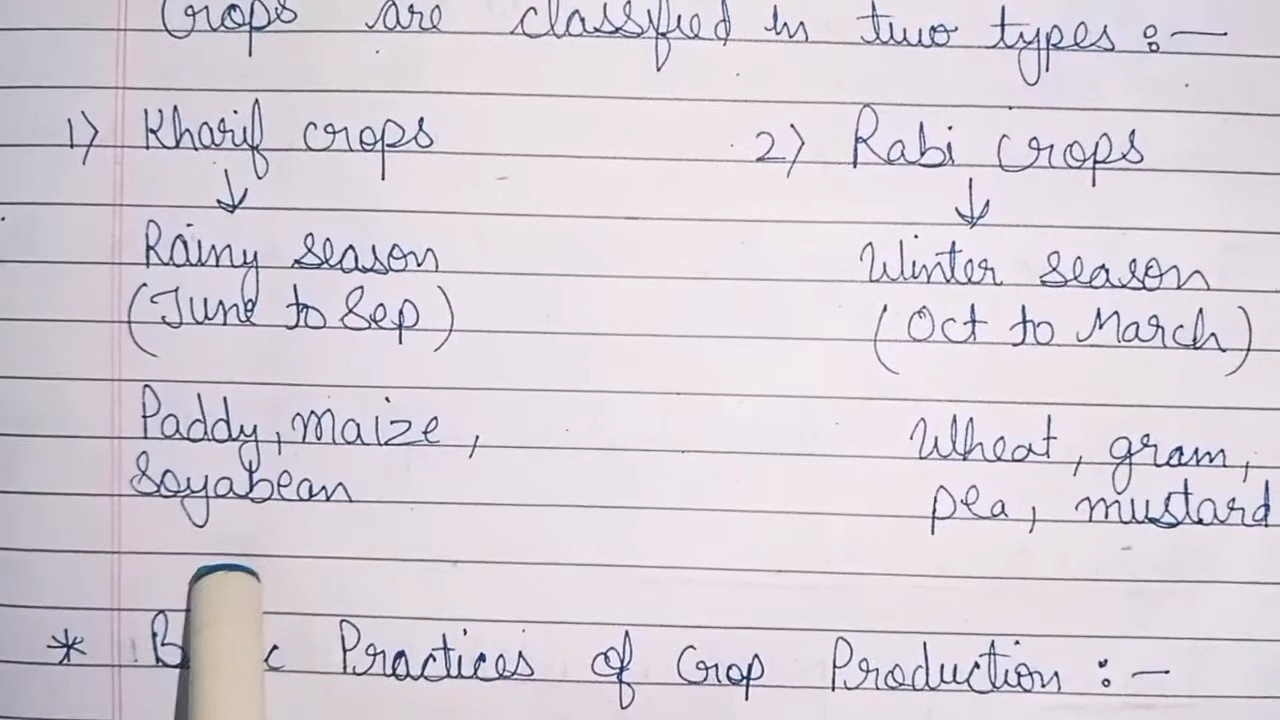 Crops are classified in two types :-
1) Kharif crops 2) Rabi crops
↓ ↓
Rainy season Winter season
(June to Sep) (Oct to March)
Paddy, maize, Wheat, gram,
Soyabean pea, mustard
* Practices of Crop Production :-